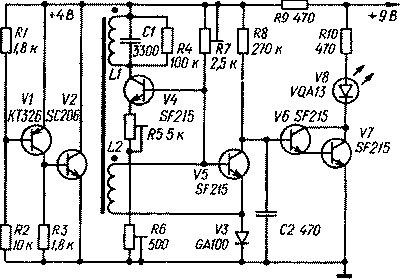 R9 470
+4 В
-9 В
R1
1,8 к
C1
3300
R4
100 к
R7
2,5 к
R8
270 к
R10
470
L1
V8
VQA13
V1
KT326
V2
SC206
V4
SF215
R5 5 к
V6 SF215
V7
SF215
L2
V5
SF215
R2
10 к
R3
1,8 к
R6
500
V3
GA100
C2 470